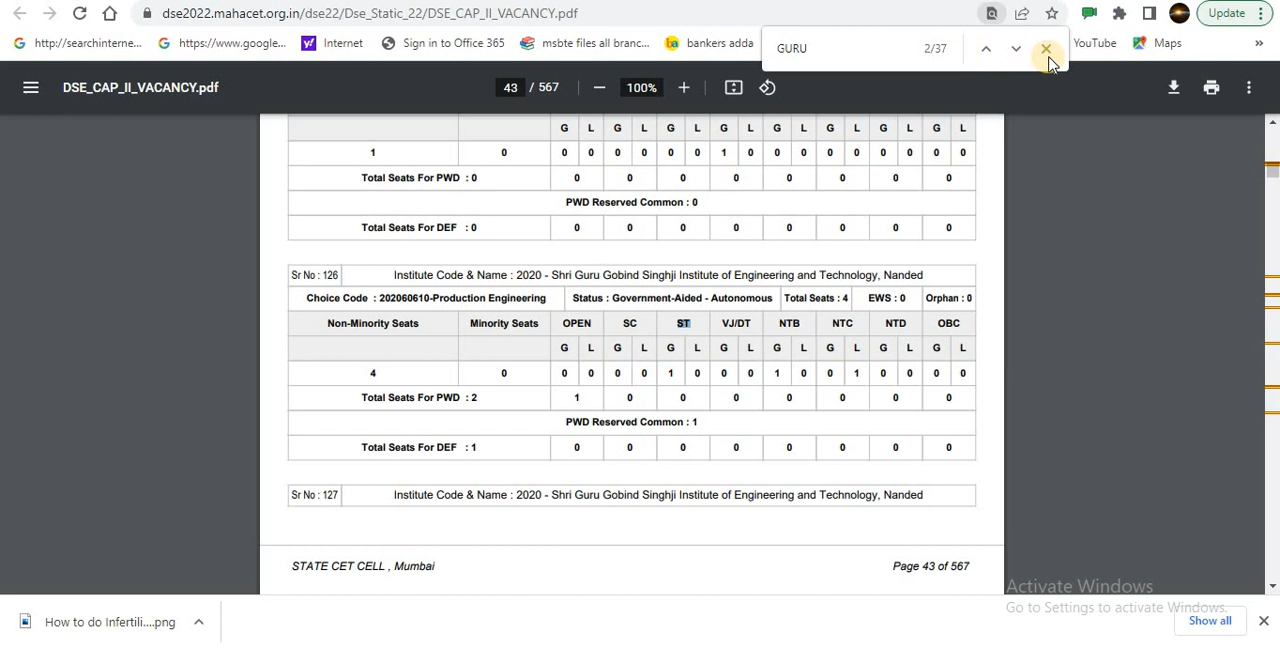 dse2022.mahacet.org.in/dse22/Dse_Static_22/DSE_CAP_II_VACANCY.pdf
Update
http://searchinterne...
https://www.google...
Internet
Sign in to Office 365
msbte files all branc...
bankers adda
YouTube
Maps
»
GURU 2/37
DSE_CAP_II_VACANCY.pdf 43 / 567 100%
G L G L G L G L G L G L G L G L
1 0 0 0 0 0 0 0 1 0 0 0 0 0 0 0 0 0
Total Seats For PWD : 0 0 0 0 0 0 0 0 0
PWD Reserved Common : 0
Total Seats For DEF : 0 0 0 0 0 0 0 0 0
Sr No : 126 Institute Code & Name : 2020 - Shri Guru Gobind Singhji Institute of Engineering and Technology, Nanded
Choice Code : 202060610-Production Engineering Status : Government-Aided - Autonomous Total Seats : 4 EWS : 0 Orphan : 0
Non-Minority Seats Minority Seats OPEN SC ST VJ/DT NTB NTC NTD OBC
G L G L G L G L G L G L G L G L
4 0 0 0 0 0 1 0 0 0 1 0 0 1 0 0 0 0
Total Seats For PWD : 2 1 0 0 0 0 0 0 0
PWD Reserved Common : 1
Total Seats For DEF : 1 0 0 0 0 0 0 0 0
Sr No : 127 Institute Code & Name : 2020 - Shri Guru Gobind Singhji Institute of Engineering and Technology, Nanded
STATE CET CELL , Mumbai Page 43 of 567
Activate Windows
Go to Settings to activate Windows.
How to do Infertili....png
Show all